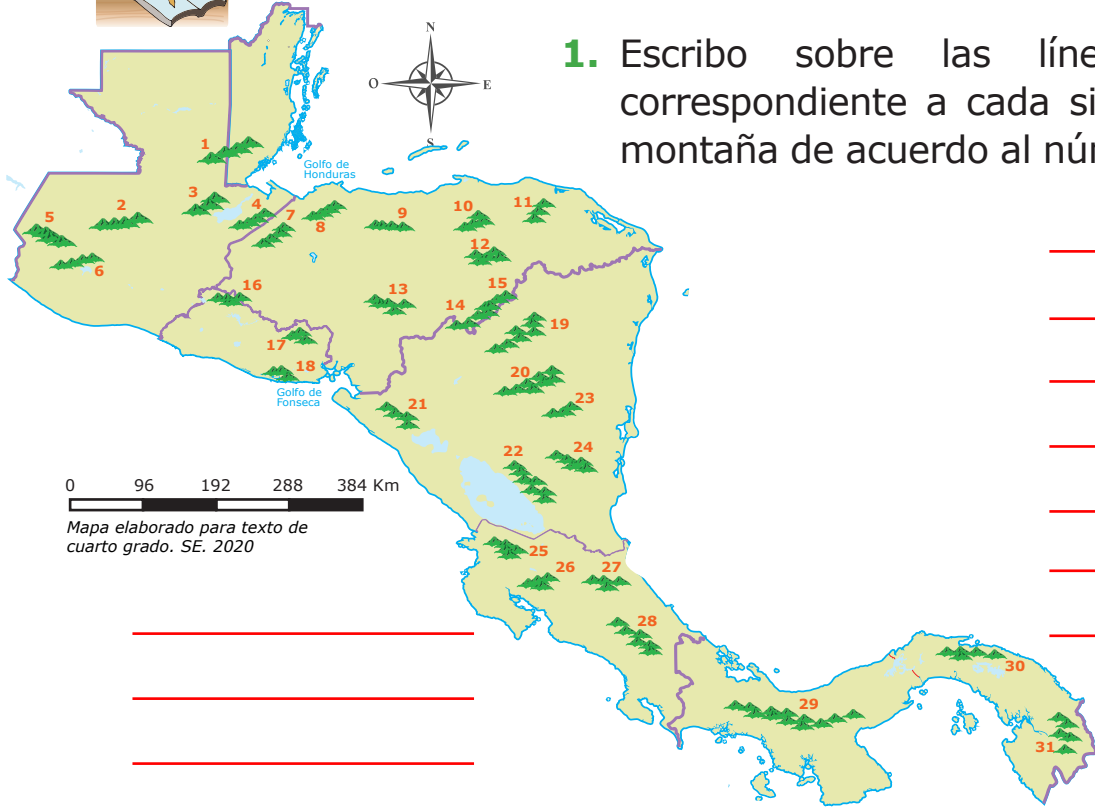 1. Escribo sobre las líne
correspondiente a cada si
montaña de acuerdo al núr
N
O
E
S
Golfo de
Honduras
1
2
3
4
5
6
7
8
9
10
11
12
13
14
15
16
17
18
19
20
21
22
23
24
Golfo de
Fonseca
0 96 192 288 384 Km
Mapa elaborado para texto de
cuarto grado. SE. 2020
25
26
27
28
29
30
31